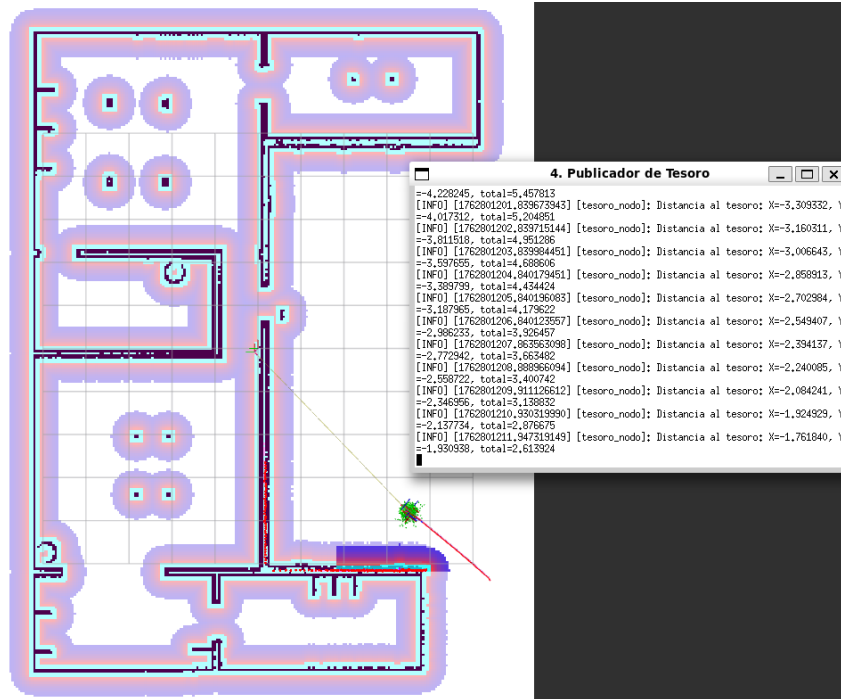 4. Publicador de Tesoro
=-4.228245, total=5.457813
[INFO] [1762801201.839673943] [tesoro_nodo]: Distancia al tesoro: X=-3.309332, Y
=-4.017312, total=5.204851
[INFO] [1762801202.839715144] [tesoro_nodo]: Distancia al tesoro: X=-3.160311, Y
=-3.811518, total=4.951286
[INFO] [1762801203.839984451] [tesoro_nodo]: Distancia al tesoro: X=-3.006643, Y
=-3.597655, total=4.688606
[INFO] [1762801204.840179451] [tesoro_nodo]: Distancia al tesoro: X=-2.858913, Y
=-3.389799, total=4.434424
[INFO] [1762801205.840196083] [tesoro_nodo]: Distancia al tesoro: X=-2.702984, Y
=-3.187965, total=4.179622
[INFO] [1762801206.840123557] [tesoro_nodo]: Distancia al tesoro: X=-2.549407, Y
=-2.986233, total=3.926457
[INFO] [1762801207.863563098] [tesoro_nodo]: Distancia al tesoro: X=-2.394137, Y
=-2.772942, total=3.663482
[INFO] [1762801208.888966094] [tesoro_nodo]: Distancia al tesoro: X=-2.240085, Y
=-2.558722, total=3.400742
[INFO] [1762801209.911126612] [tesoro_nodo]: Distancia al tesoro: X=-2.084241, Y
=-2.346956, total=3.138832
[INFO] [1762801210.930319990] [tesoro_nodo]: Distancia al tesoro: X=-1.924929, Y
=-2.137734, total=2.876675
[INFO] [1762801211.947319149] [tesoro_nodo]: Distancia al tesoro: X=-1.761840, Y
=-1.930938, total=2.613924